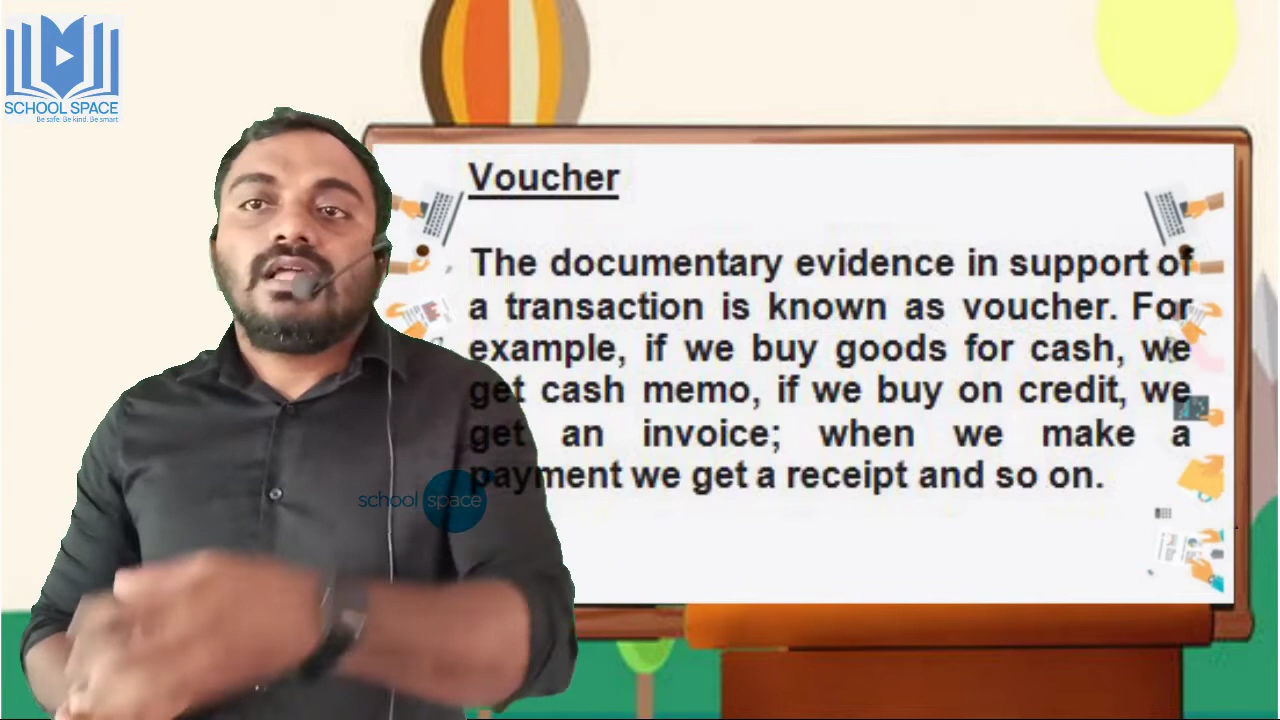 SCHOOL SPACE
Be safe. Be kind. Be smart
Voucher
The documentary evidence in support of
a transaction is known as voucher. For
example, if we buy goods for cash, we
get cash memo, if we buy on credit, we
get an invoice; when we make a
payment we get a receipt and so on.
school space